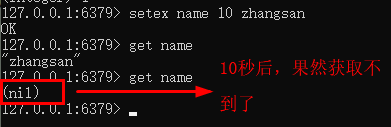 127.0.0.1:6379> setex name 10 zhangsan
OK
127.0.0.1:6379> get name
"zhangsan"
127.0.0.1:6379> get name
(nil)
127.0.0.1:6379>
10秒后，果然获取不
到了